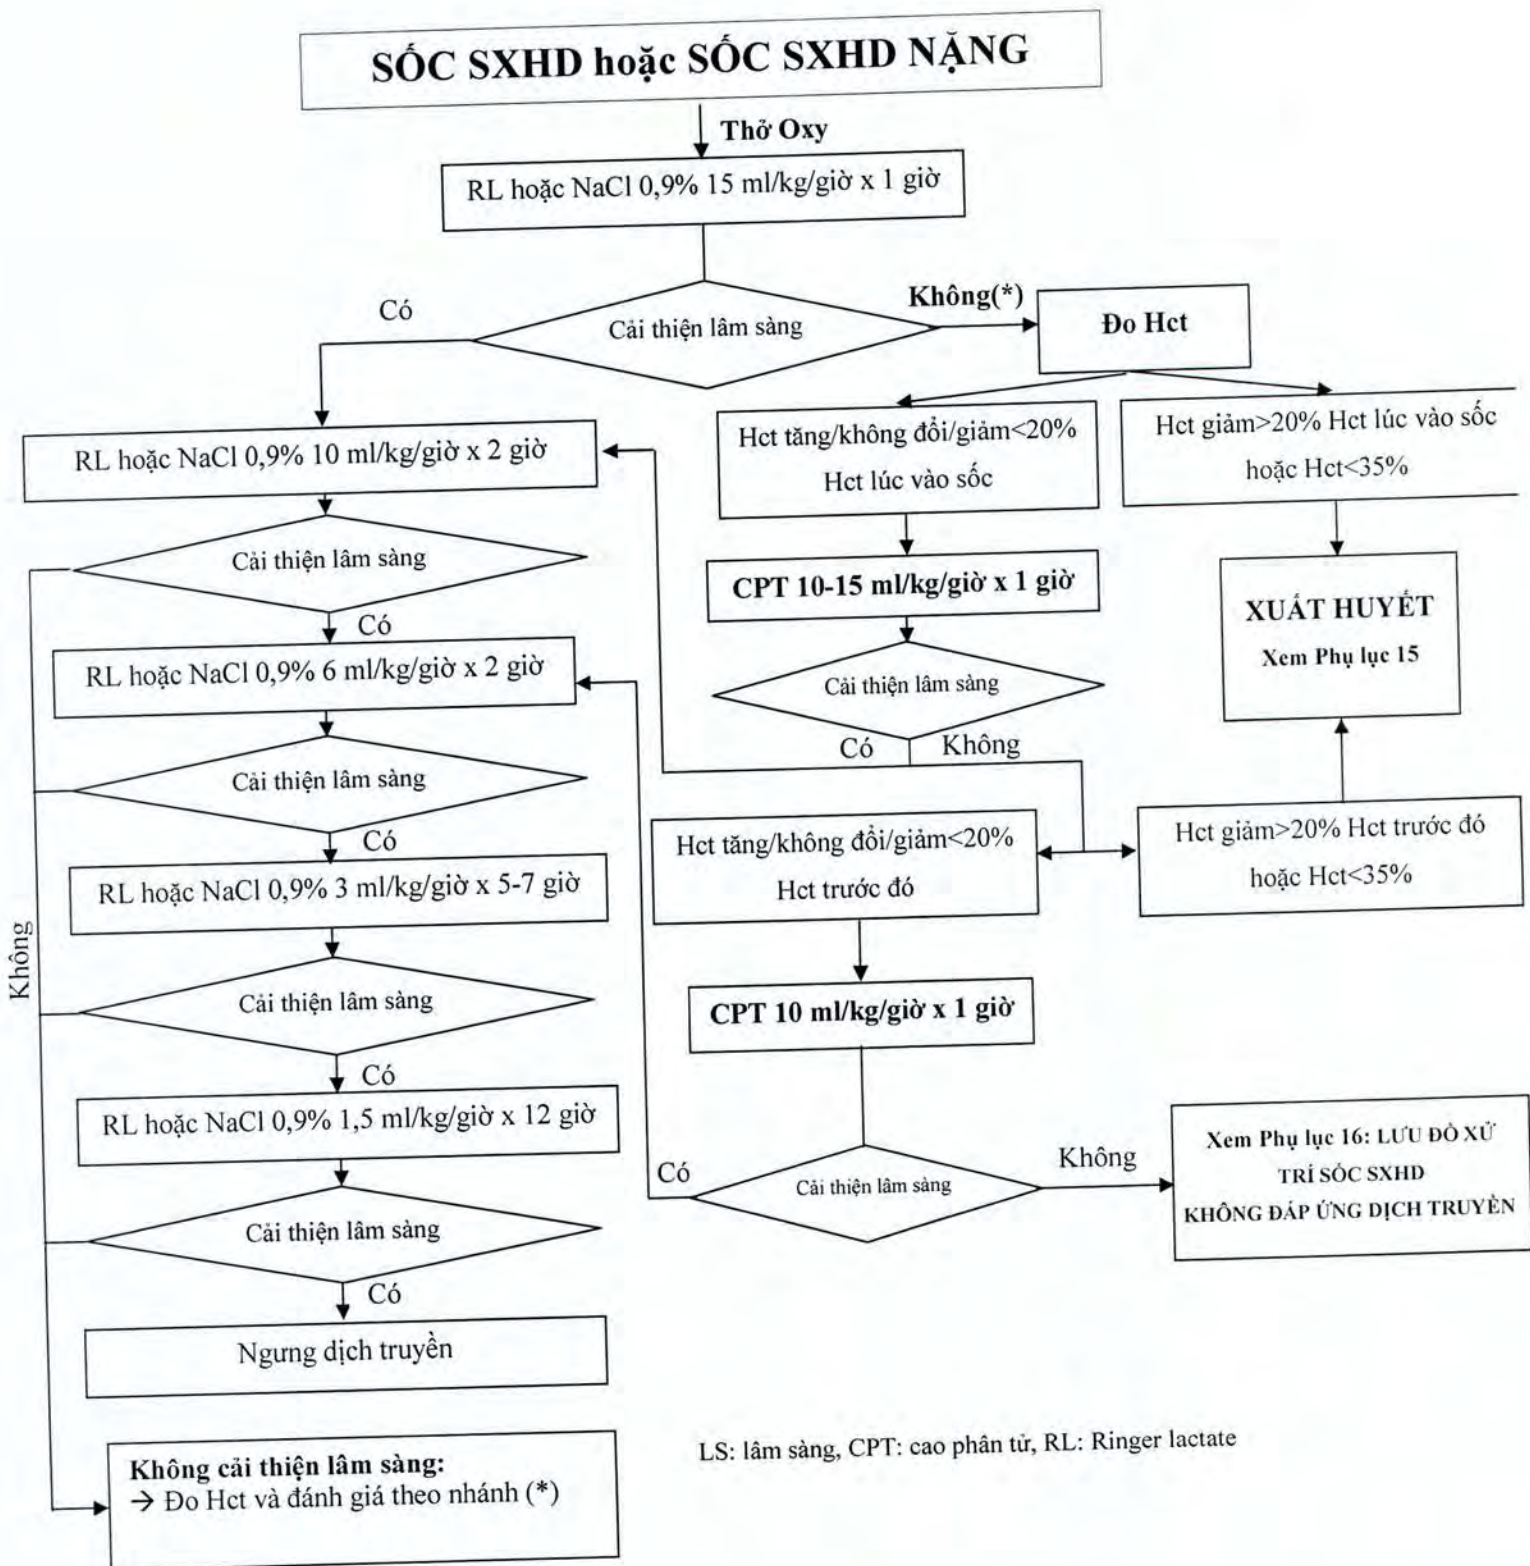 SỐC SXHD hoặc SỐC SXHD NẶNG
Thở Oxy
RL hoặc NaCl 0,9% 15 ml/kg/giờ x 1 giờ
Cải thiện lâm sàng
Có
Không(*)
Đo Hct
Hct tăng/không đổi/giảm<20%
Hct lúc vào sốc
Hct giảm>20% Hct lúc vào sốc
hoặc Hct<35%
RL hoặc NaCl 0,9% 10 ml/kg/giờ x 2 giờ
Cải thiện lâm sàng
Có
CPT 10-15 ml/kg/giờ x 1 giờ
XUẤT HUYẾT
Xem Phụ lục 15
RL hoặc NaCl 0,9% 6 ml/kg/giờ x 2 giờ
Cải thiện lâm sàng
Có
Không
Cải thiện lâm sàng
Có
Hct tăng/không đổi/giảm<20%
Hct trước đó
Hct giảm>20% Hct trước đó
hoặc Hct<35%
RL hoặc NaCl 0,9% 3 ml/kg/giờ x 5-7 giờ
Không
Cải thiện lâm sàng
Có
CPT 10 ml/kg/giờ x 1 giờ
RL hoặc NaCl 0,9% 1,5 ml/kg/giờ x 12 giờ
Cải thiện lâm sàng
Có
Có
Cải thiện lâm sàng
Không
Xem Phụ lục 16: LƯU ĐỒ XỬ
TRÍ SỐC SXHD
KHÔNG ĐÁP ỨNG DỊCH TRUYỀN
Ngưng dịch truyền
Không cải thiện lâm sàng:
→ Đo Hct và đánh giá theo nhánh (*)
LS: lâm sàng, CPT: cao phân tử, RL: Ringer lactate